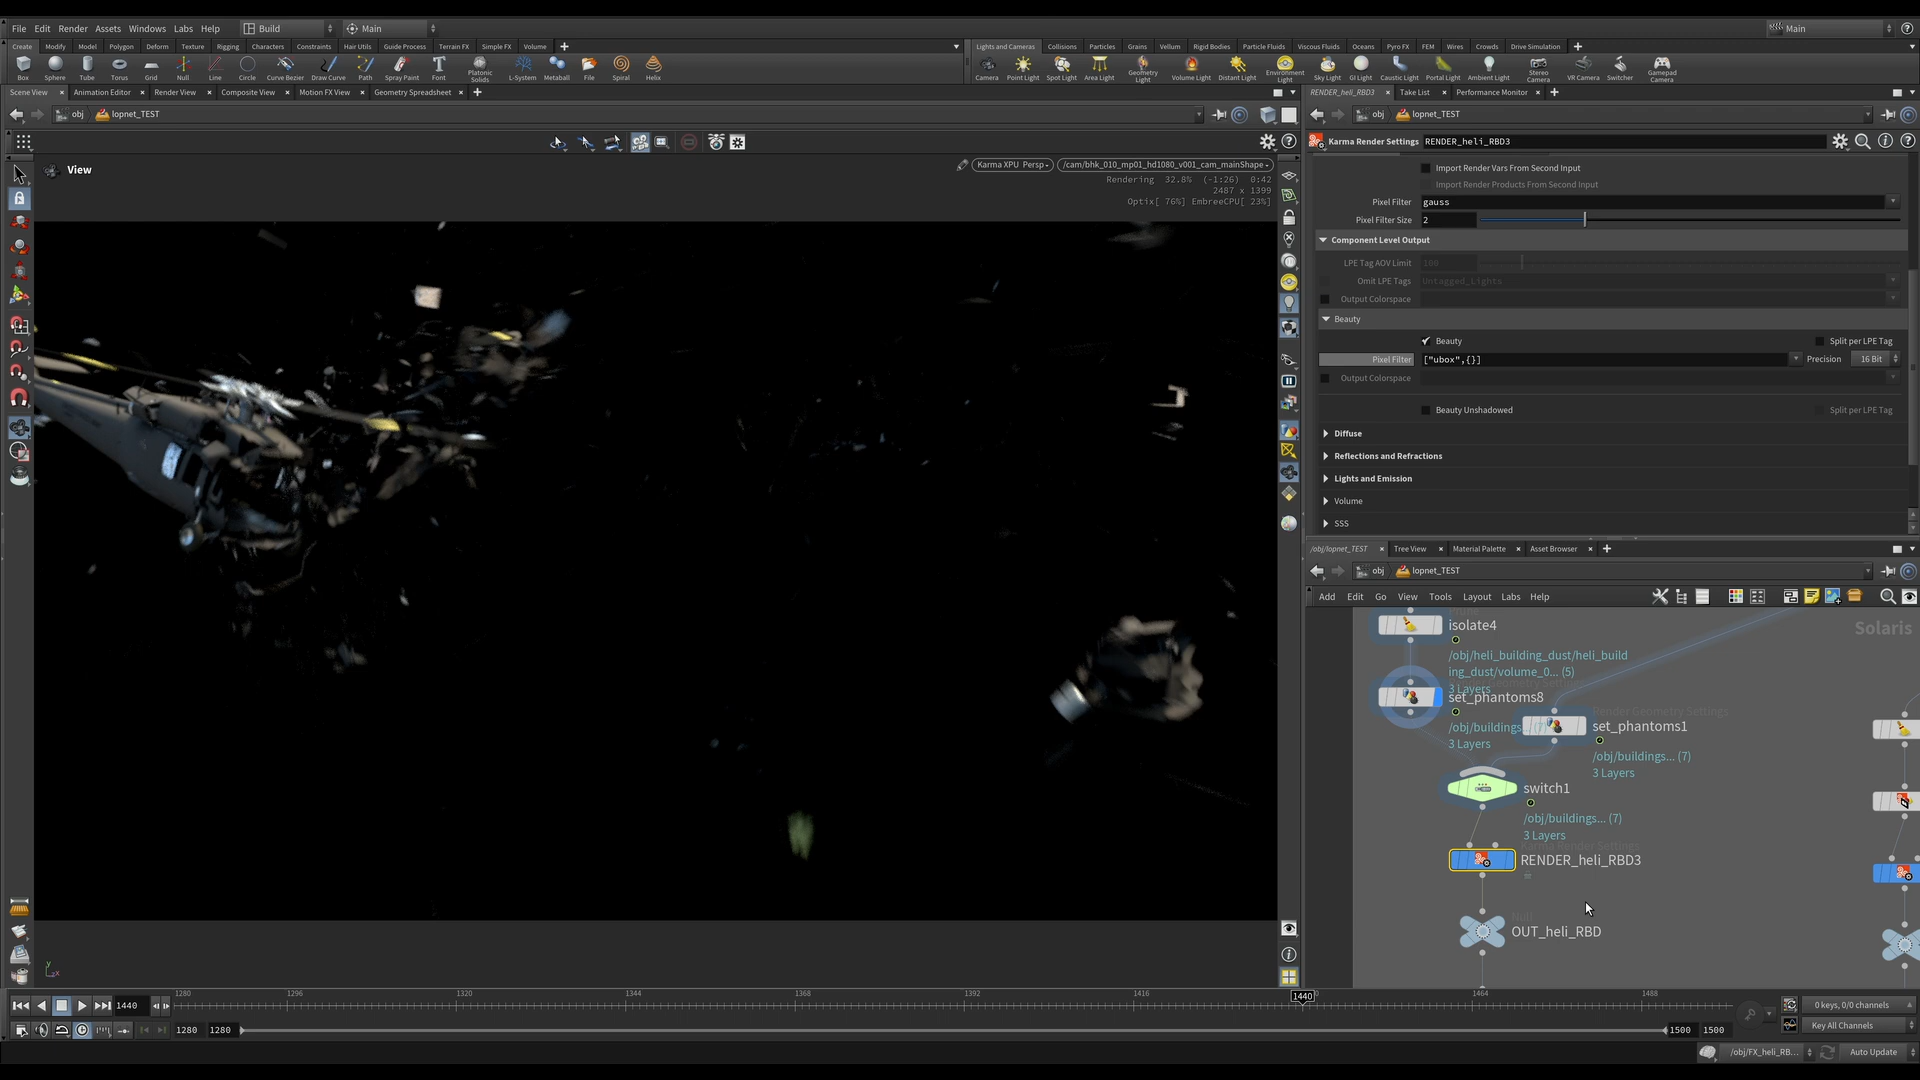 File Edit Render Assets Windows Labs Help Build Main Main
Create Modify Model Polygon Deform Texture Rigging Characters Constraints Hair Utils Guide Process Terrain FX Simple FX Volume
Lights and Cameras Collisions Particles Grains Vellum Rigid Bodies Particle Fluids Viscous Fluids Oceans Pyro FX FEM Wires Crowds Drive Simulation
Box Sphere Tube Torus Grid Null Line Circle Curve Bezier Draw Curve Path Spray Paint Font Platonic Solids L-System Metaball File Spiral Helix
Camera Point Light Spot Light Area Light Geometry Light Volume Light Distant Light Environment Light Sky Light GI Light Caustic Light Portal Light Ambient Light Stereo Camera VR Camera Switcher Gamepad Camera
Scene View Animation Editor Render View Composite View Motion FX View Geometry Spreadsheet
obj lopnet_TEST
View
Karma XPU Persp /cam/bhk_010_mp01_hd1080_v001_cam_mainShape
Rendering 32.8% (-1:26) 0:42
2487 x 1399
Optix[ 76%] EmbreeCPU[ 23%]
RENDER_heli_RBD3 Take List Performance Monitor
obj lopnet_TEST
Karma Render Settings RENDER_heli_RBD3
Import Render Vars From Second Input
Import Render Products From Second Input
Pixel Filter gauss
Pixel Filter Size 2
Component Level Output
LPE Tag AOV Limit 100
Omit LPE Tags Untagged_Lights
Output Colorspace
Beauty
Beauty Split per LPE Tag
Pixel Filter ["ubox",{}] Precision 16 Bit
Output Colorspace
Beauty Unshadowed Split per LPE Tag
Diffuse
Reflections and Refractions
Lights and Emission
Volume
SSS
/obj/lopnet_TEST Tree View Material Palette Asset Browser
obj lopnet_TEST
Add Edit Go View Tools Layout Labs Help
Solaris
isolate4
/obj/heli_building_dust/heli_build
ing_dust/volume_0... (5)
3 Layers
set_phantoms8
/obj/buildings
3 Layers
Render Geometry Settings
set_phantoms1
/obj/buildings... (7)
3 Layers
switch1
/obj/buildings... (7)
3 Layers
Karma Render Settings
RENDER_heli_RBD3
Null
OUT_heli_RBD
y
x
1440
1280 1296 1320 1344 1368 1392 1416 1440 1464 1488
0 keys, 0/0 channels
1280 1280 1500 1500
Key All Channels
/obj/FX_heli_RB... Auto Update